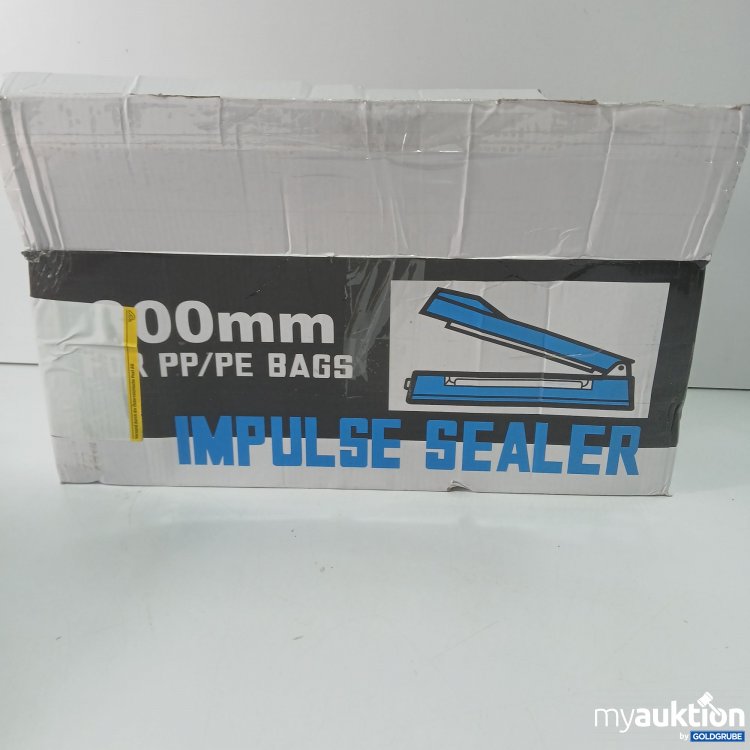 00mm
PP/PE BAGS
IMPULSE SEALER
myauktion
by GOLDGRUBE